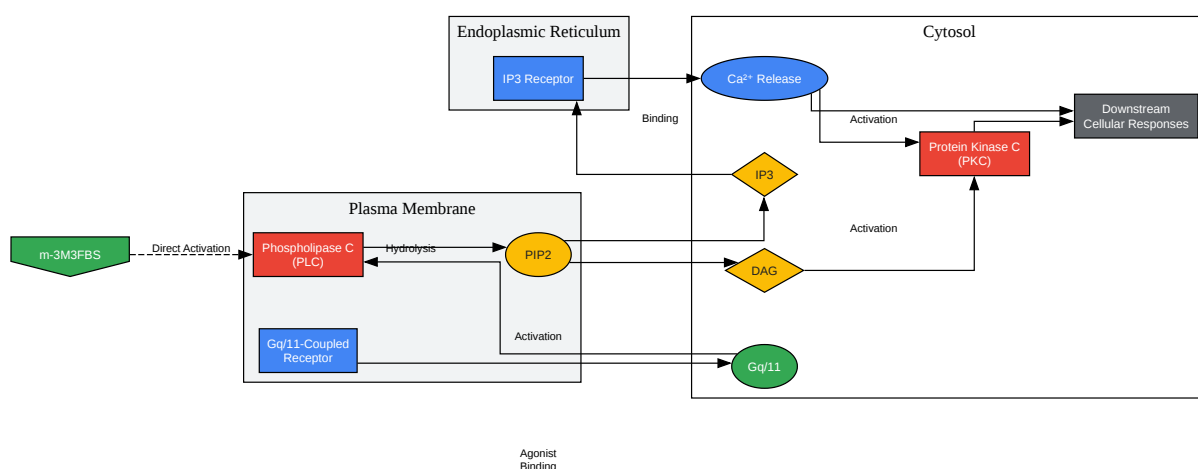 Endoplasmic Reticulum
Cytosol
IP3 Receptor
Ca²⁺ Release
Downstream
Cellular Responses
Binding
Activation
Protein Kinase C
(PKC)
IP3
Plasma Membrane
Activation
m-3M3FBS
Direct Activation
Phospholipase C
(PLC)
Hydrolysis
PIP2
DAG
Gq/11-Coupled
Receptor
Activation
Gq/11
Agonist
Binding